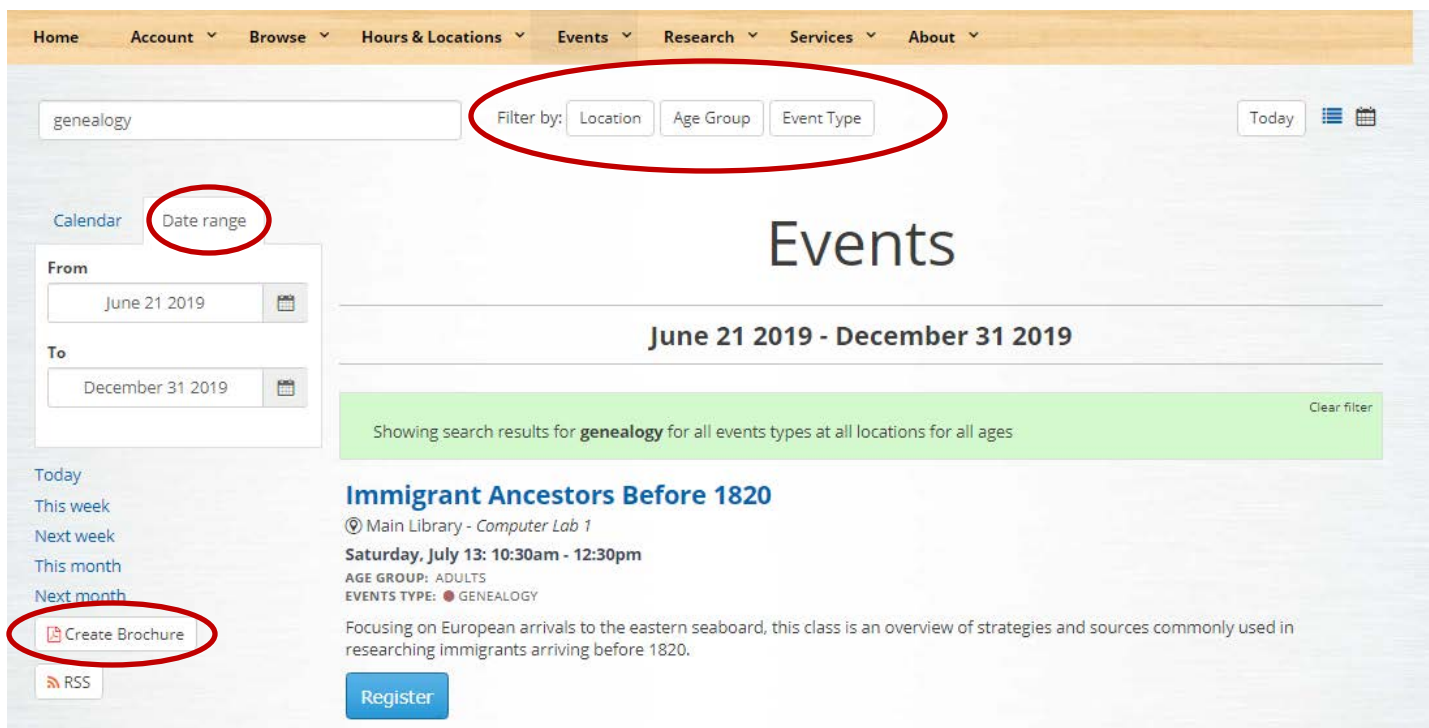 Home Account Browse Hours & Locations Events Research Services About
genealogy Filter by: Location Age Group Event Type Today
Calendar Date range
From
June 21 2019
To
December 31 2019
Today
This week
Next week
This month
Next month
Create Brochure
RSS
Events
June 21 2019 - December 31 2019
Clear filter
Showing search results for genealogy for all events types at all locations for all ages
Immigrant Ancestors Before 1820
Main Library - Computer Lab 1
Saturday, July 13: 10:30am - 12:30pm
AGE GROUP: ADULTS
EVENTS TYPE: GENEALOGY
Focusing on European arrivals to the eastern seaboard, this class is an overview of strategies and sources commonly used in
researching immigrants arriving before 1820.
Register